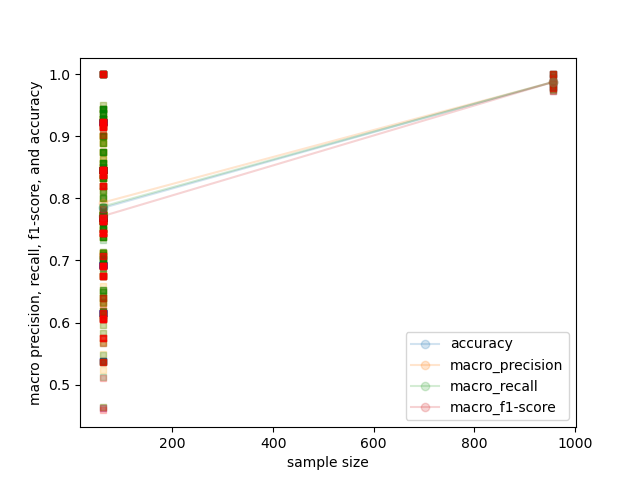 macro precision, recall, f1-score, and accuracy
1.0
0.9
0.8
0.7
0.6
0.5
accuracy
macro_precision
macro_recall
macro_f1-score
200
400
600
800
1000
sample size